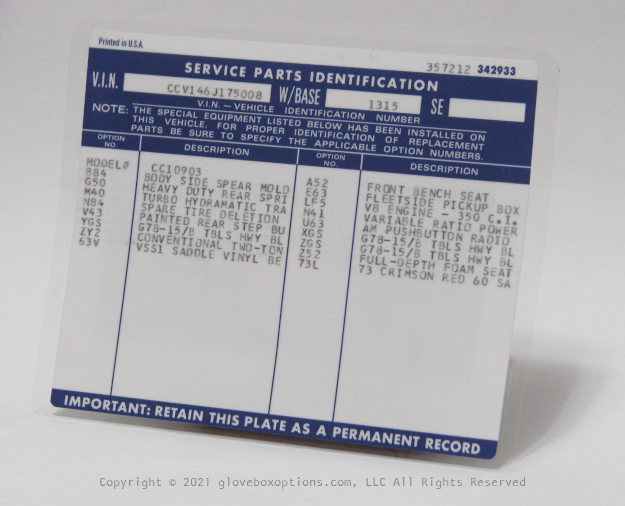 Printed in U.S.A.
357212 342933
SERVICE PARTS IDENTIFICATION
V.I.N. CCV146J175008 W/BASE 1315 SE
V.I.N. — VEHICLE IDENTIFICATION NUMBER
NOTE: THE SPECIAL EQUIPMENT LISTED BELOW HAS BEEN INSTALLED ON
THIS VEHICLE. FOR PROPER IDENTIFICATION OF REPLACEMENT
PARTS BE SURE TO SPECIFY THE APPLICABLE OPTION NUMBERS.
OPTION NO. DESCRIPTION OPTION NO. DESCRIPTION
MODEL# CC10903
B84 BODY SIDE SPEAR MOLD
G50 HEAVY DUTY REAR SPRI
M40 TURBO HYDRAMATIC TRA
N84 SPARE TIRE DELETION
V43 PAINTED REAR STEP BU
YGS G78-15/B TBLS HWY BL
ZY2 CONVENTIONAL TWO-TON
63V VSS1 SADDLE VINYL BE
A52 FRONT BENCH SEAT
E63 FLEETSIDE PICKUP BOX
LF5 V8 ENGINE - 350 C.I.
N41 VARIABLE RATIO POWER
U63 AM PUSHBUTTON RADIO
XGS G78-15/B TBLS HWY BL
ZGS G78-15/B TBLS HWY BL
Z52 FULL-DEPTH FOAM SEAT
73L 73 CRIMSON RED 60 SA
IMPORTANT: RETAIN THIS PLATE AS A PERMANENT RECORD
Copyright © 2021 gloveboxoptions.com, LLC All Rights Reserved